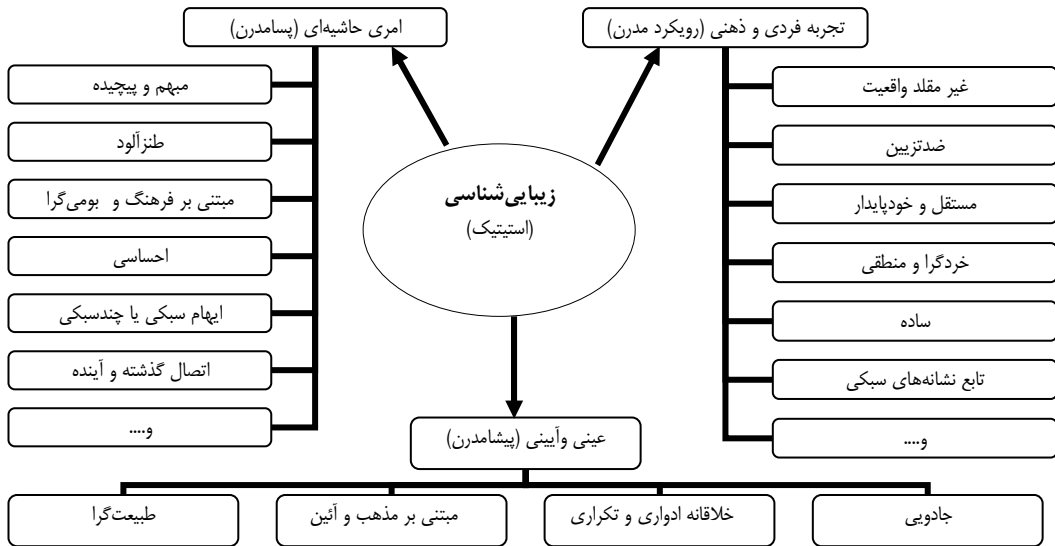 تجربه فردی و ذهنی (رویکرد مدرن)
غیر مقلد واقعیت
ضدتزیین
مستقل و خودپایدار
خردگرا و منطقی
ساده
تابع نشانه‌های سبکی
و....
امری حاشیه‌ای (پسامدرن)
مبهم و پیچیده
طنزآلود
مبتنی بر فرهنگ و بومی‌گرا
احساسی
ایهام سبکی یا چندسبکی
اتصال گذشته و آینده
و....
زیبایی‌شناسی
(استیتیک)
عینی وآیینی (پیشامدرن)
جادویی
خلاقانه ادواری و تکراری
مبتنی بر مذهب و آئین
طبیعت‌گرا